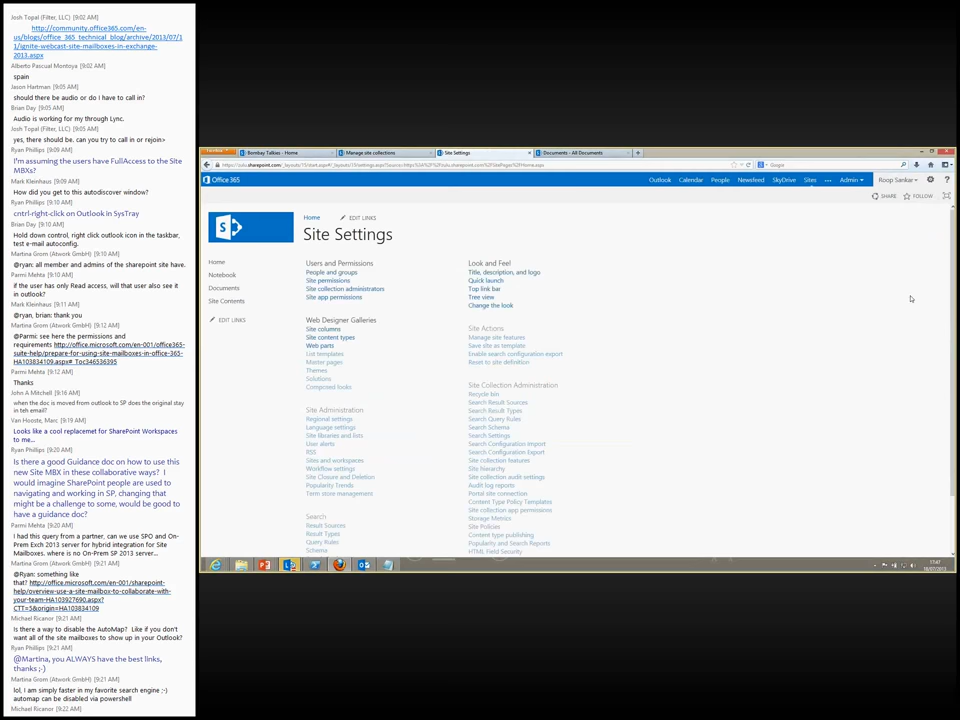 Josh Topal (Filter, LLC) [9:02 AM]
http://community.office365.com/en-
us/blogs/office_365_technical_blog/archive/2013/07/1
1/ignite-webcast-site-mailboxes-in-exchange-
2013.aspx
Alberto Pascual Montoya [9:02 AM]
spain
Jason Hartman [9:05 AM]
should there be audio or do I have to call in?
Brian Day [9:05 AM]
Audio is working for my through Lync.
Josh Topal (Filter, LLC) [9:05 AM]
yes, there should be. can you try to call in or rejoin>
Ryan Phillips [9:09 AM]
I'm assuming the users have FullAccess to the Site
MBXs?
Mark Kleinhaus [9:09 AM]
How did you get to this autodiscover window?
Ryan Phillips [9:10 AM]
cntrl-right-click on Outlook in SysTray
Brian Day [9:10 AM]
Hold down control, right click outlook icon in the taskbar,
test e-mail autoconfig.
Martina Grom (Atwork GmbH) [9:10 AM]
@ryan: all member and admins of the sharepoint site have.
Parmi Mehta [9:10 AM]
if the user has only Read access, will that user also see it
in outlook?
Mark Kleinhaus [9:11 AM]
@ryan, brian: thank you
Martina Grom (Atwork GmbH) [9:12 AM]
@Parmi: see here the permissions and
requirements http://office.microsoft.com/en-001/office365-
suite-help/prepare-for-using-site-mailboxes-in-office-365-
HA103834109.aspx#_Toc346536395
Parmi Mehta [9:12 AM]
Thanks
John A Mitchell [9:16 AM]
when the doc is moved from outlook to SP does the original stay
in teh email?
Van Hooste, Marc [9:19 AM]
Looks like a cool replacemet for SharePoint Workspaces
to me...
Ryan Phillips [9:20 AM]
Is there a good Guidance doc on how to use this
new Site MBX in these collaborative ways? I
would imagine SharePoint people are used to
navigating and working in SP, changing that
might be a challenge to some, would be good to
have a guidance doc?
Parmi Mehta [9:20 AM]
I had this query from a partner, can we use SPO and On-
Prem Exch 2013 server for hybrid integration for Site
Mailboxes. where is no On-Prem SP 2013 server...
Martina Grom (Atwork GmbH) [9:21 AM]
@Ryan: something like
that? http://office.microsoft.com/en-001/sharepoint-
help/overview-use-a-site-mailbox-to-collaborate-with-
your-team-HA103927690.aspx?
CTT=5&origin=HA103834109
Michael Ricanor [9:21 AM]
Is there a way to disable the AutoMap? Like if you don't
want all of the site mailboxes to show up in your Outlook?
Ryan Phillips [9:21 AM]
@Martina, you ALWAYS have the best links,
thanks ;-)
Martina Grom (Atwork GmbH) [9:21 AM]
lol, I am simply faster in my favorite search engine ;-)
automap can be disabled via powershell
Michael Ricanor [9:22 AM]
Bombay Talkies - Home
Manage site collections
Site Settings
Documents - All Documents
Google
Office 365
Outlook Calendar People Newsfeed SkyDrive Sites ... Admin
Roop Sankar
?
SHARE FOLLOW
Home EDIT LINKS
Site Settings
Home
Notebook
Documents
Site Contents
EDIT LINKS
Users and Permissions
People and groups
Site permissions
Site collection administrators
Site app permissions
Web Designer Galleries
Site columns
Site content types
Web parts
List templates
Master pages
Themes
Solutions
Composed looks
Site Administration
Regional settings
Language settings
Site libraries and lists
User alerts
RSS
Sites and workspaces
Workflow settings
Site Closure and Deletion
Popularity Trends
Term store management
Search
Result Sources
Result Types
Query Rules
Schema
Look and Feel
Title, description, and logo
Quick launch
Top link bar
Tree view
Change the look
Site Actions
Manage site features
Save site as template
Enable search configuration export
Reset to site definition
Site Collection Administration
Recycle bin
Search Result Sources
Search Result Types
Search Query Rules
Search Schema
Search Settings
Search Configuration Import
Search Configuration Export
Site collection features
Site hierarchy
Site collection audit settings
Audit log reports
Portal site connection
Content Type Policy Templates
Site collection app permissions
Storage Metrics
Site Policies
Content type publishing
Popularity and Search Reports
HTML Field Security
17:47
18/07/2013